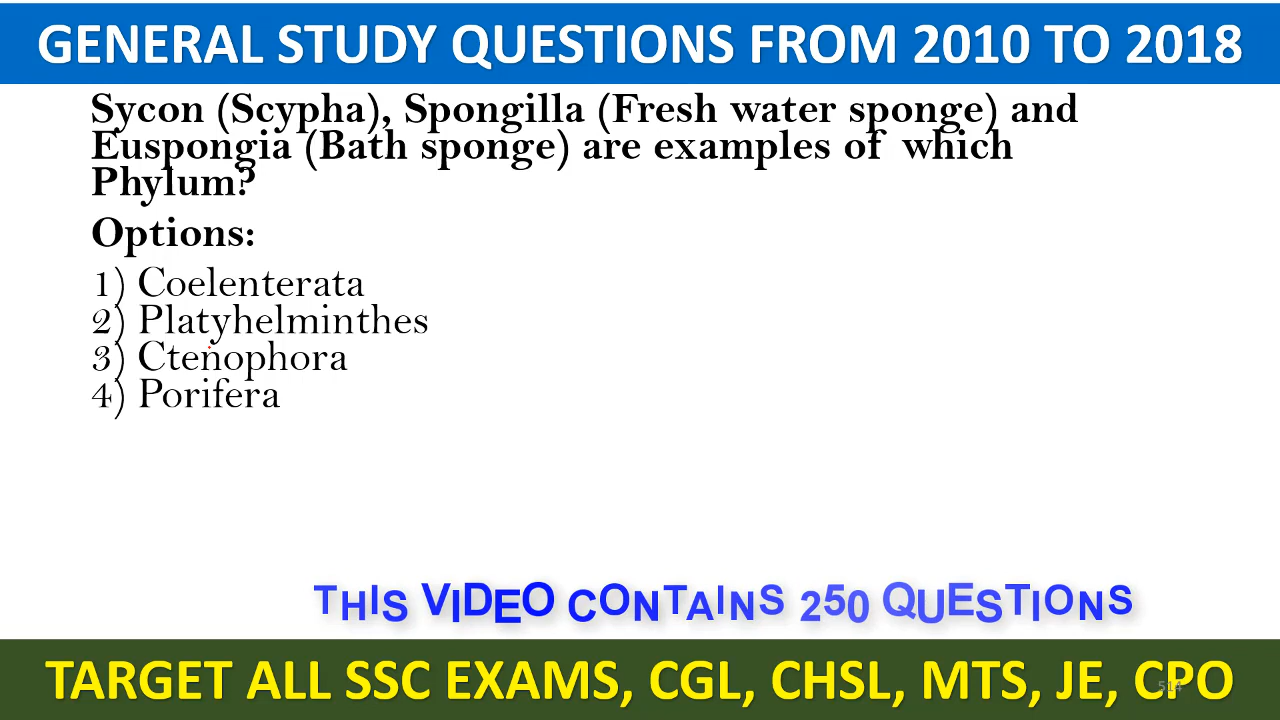 GENERAL STUDY QUESTIONS FROM 2010 TO 2018
Sycon (Scypha), Spongilla (Fresh water sponge) and
Euspongia (Bath sponge) are examples of which
Phylum?
Options:
1) Coelenterata
2) Platyhelminthes
3) Ctenophora
4) Porifera
THIS VIDEO CONTAINS 250 QUESTIONS
TARGET ALL SSC EXAMS, CGL, CHSL, MTS, JE, CPO
514